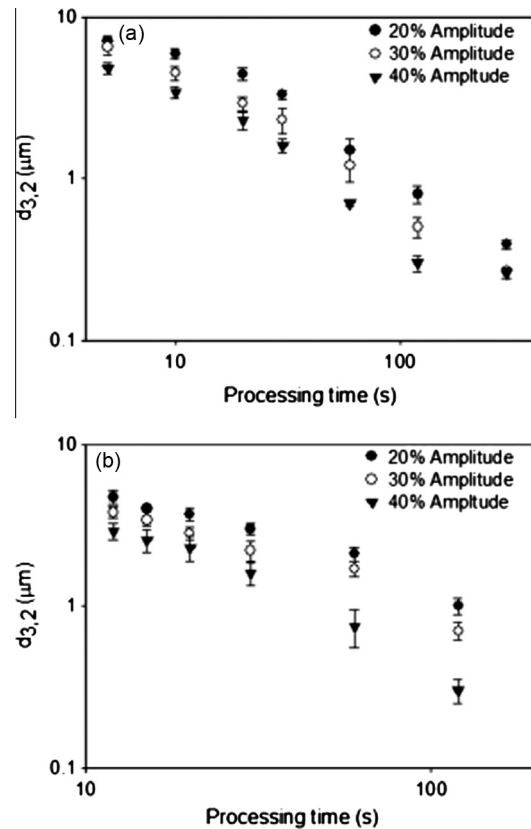 10
(a)
20% Amplitude
30% Amplitude
40% Ampltude
d3,2 (μm)
1
0.1
10
100
Processing time (s)
10
(b)
20% Amplitude
30% Amplitude
40% Ampltude
d3,2 (μm)
1
0.1
10
100
Processing time (s)